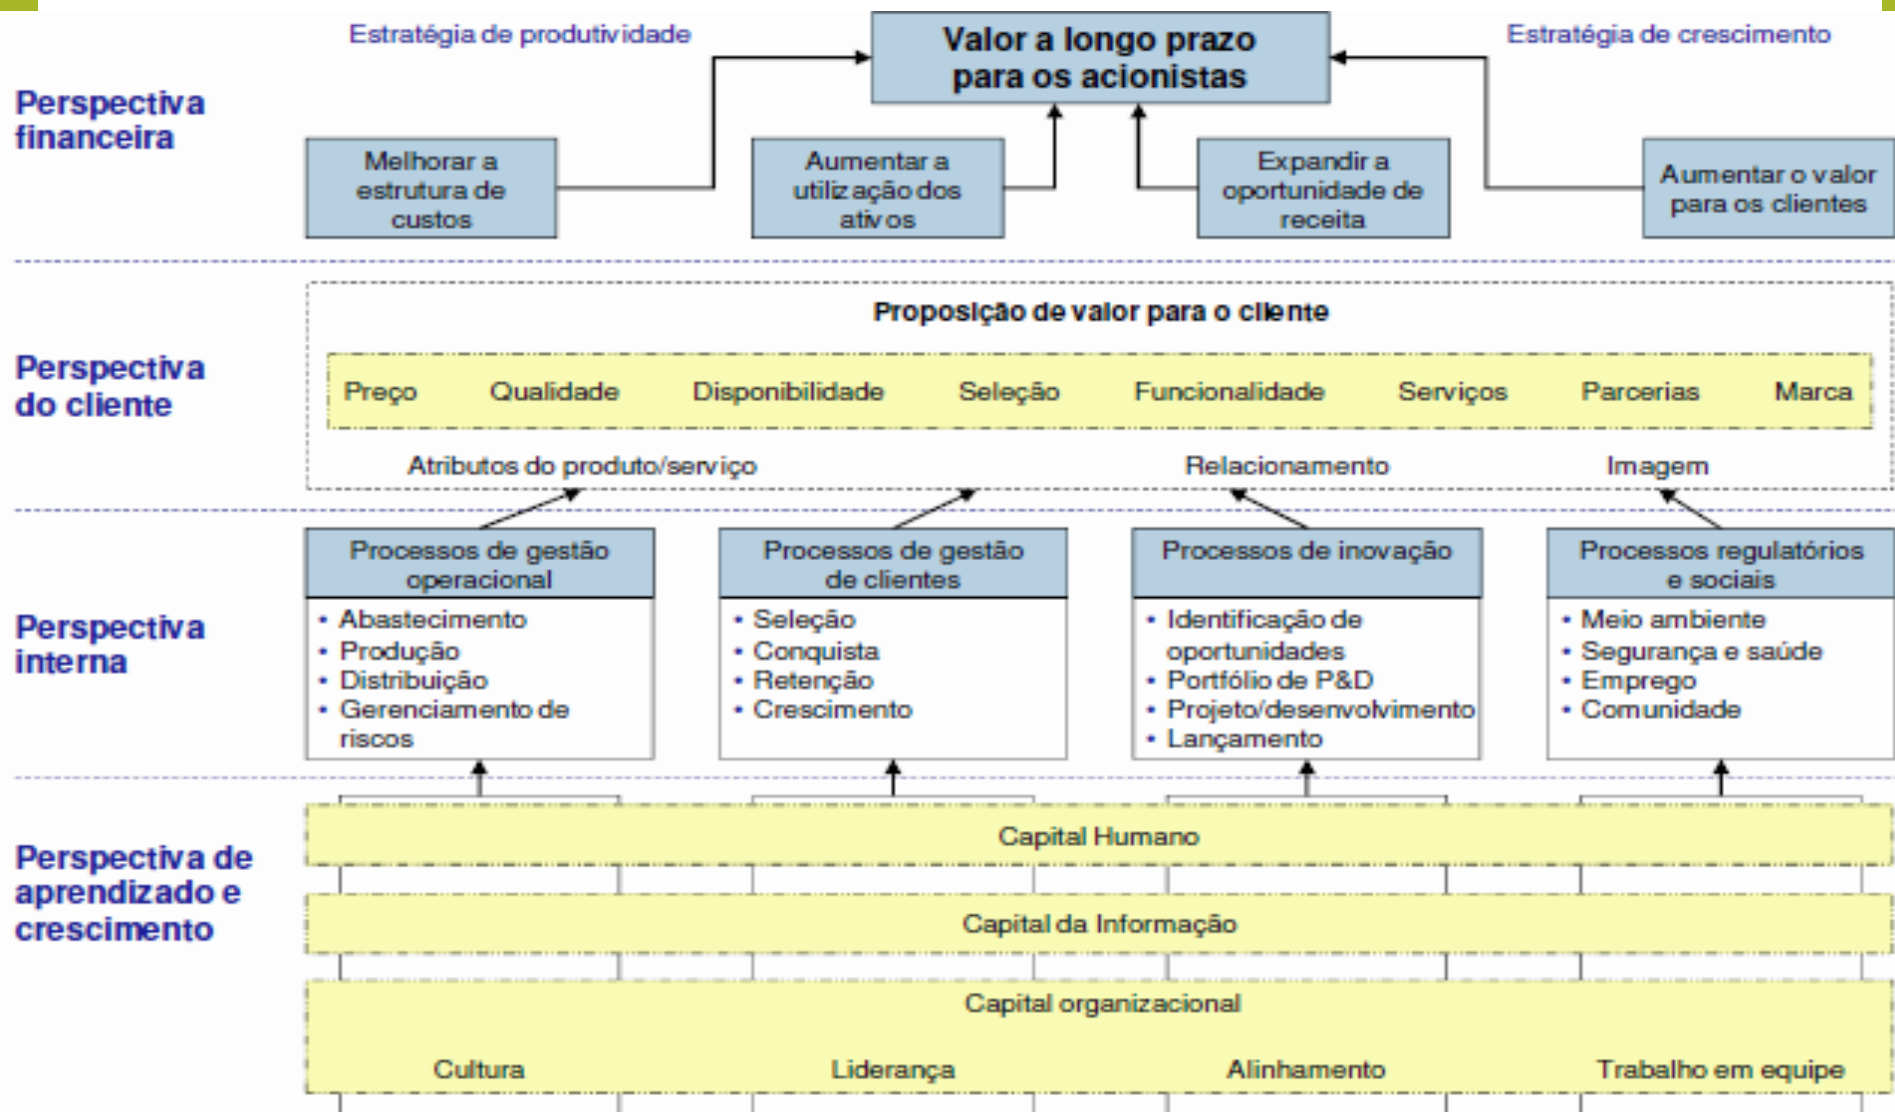 Estratégia de produtividade
Valor a longo prazo
para os acionistas
Estratégia de crescimento
Perspectiva
financeira
Melhorar a
estrutura de
custos
Aumentar a
utilização dos
ativos
Expandir a
oportunidade de
receita
Aumentar o valor
para os clientes
Proposição de valor para o cliente
Perspectiva
do cliente
Preço Qualidade Disponibilidade Seleção Funcionalidade Serviços Parcerias Marca
Atributos do produto/serviço Relacionamento Imagem
Perspectiva
interna
Processos de gestão
operacional
• Abastecimento
• Produção
• Distribuição
• Gerenciamento de
riscos
Processos de gestão
de clientes
• Seleção
• Conquista
• Retenção
• Crescimento
Processos de inovação
• Identificação de
oportunidades
• Portfólio de P&D
• Projeto/desenvolvimento
• Lançamento
Processos regulatórios
e sociais
• Meio ambiente
• Segurança e saúde
• Emprego
• Comunidade
Perspectiva de
aprendizado e
crescimento
Capital Humano
Capital da Informação
Capital organizacional
Cultura Liderança Alinhamento Trabalho em equipe